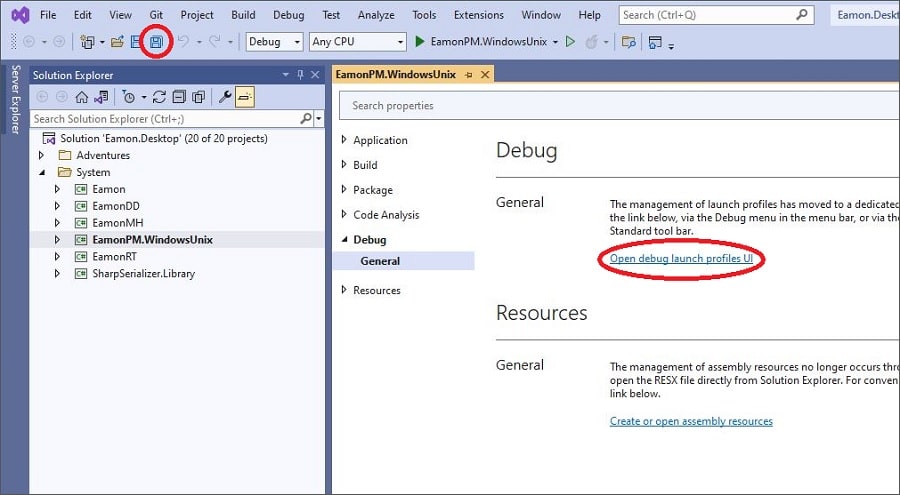 File Edit View Git Project Build Debug Test Analyze Tools Extensions Window Help Search (Ctrl+Q) Eamon.Deskt
Debug Any CPU EamonPM.WindowsUnix
Server Explorer
Solution Explorer
Search Solution Explorer (Ctrl+;)
Solution 'Eamon.Desktop' (20 of 20 projects)
Adventures
System
C# Eamon
C# EamonDD
C# EamonMH
C# EamonPM.WindowsUnix
C# EamonRT
C# SharpSerializer.Library
EamonPM.WindowsUnix
Search properties
Application
Build
Package
Code Analysis
Debug
General
Resources
Debug
General
The management of launch profiles has moved to a dedicated
the link below, via the Debug menu in the menu bar, or via the
Standard tool bar.
Open debug launch profiles UI
Resources
General
The management of assembly resources no longer occurs thr
open the RESX file directly from Solution Explorer. For conven
link below.
Create or open assembly resources